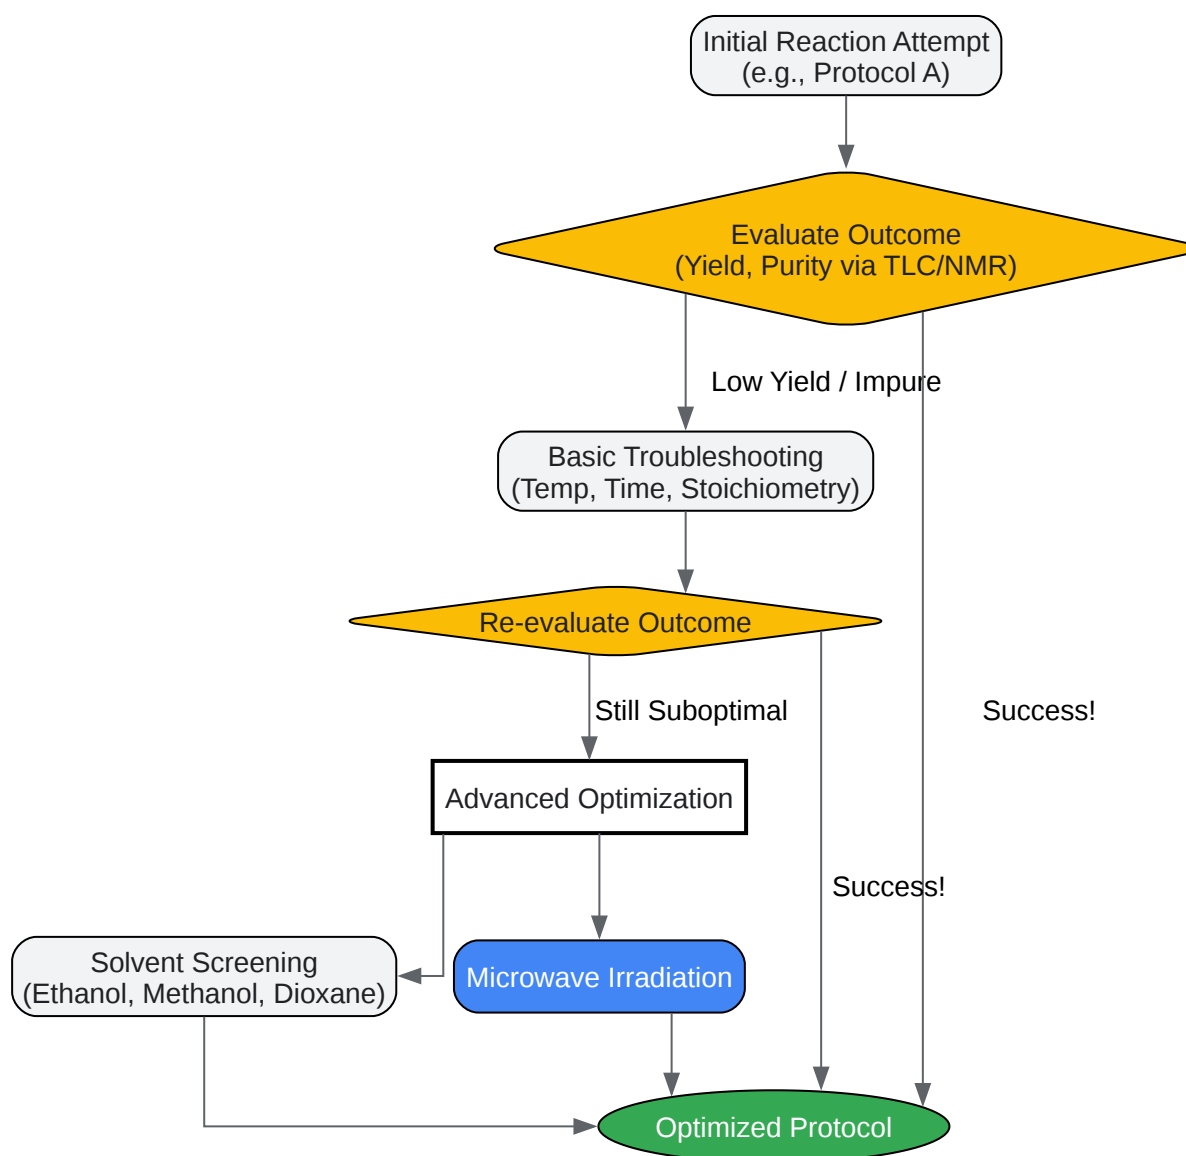 Initial Reaction Attempt
(e.g., Protocol A)
Evaluate Outcome
(Yield, Purity via TLC/NMR)
Low Yield / Impure
Basic Troubleshooting
(Temp, Time, Stoichiometry)
Re-evaluate Outcome
Still Suboptimal
Success!
Advanced Optimization
Success!
Solvent Screening
(Ethanol, Methanol, Dioxane)
Microwave Irradiation
Optimized Protocol